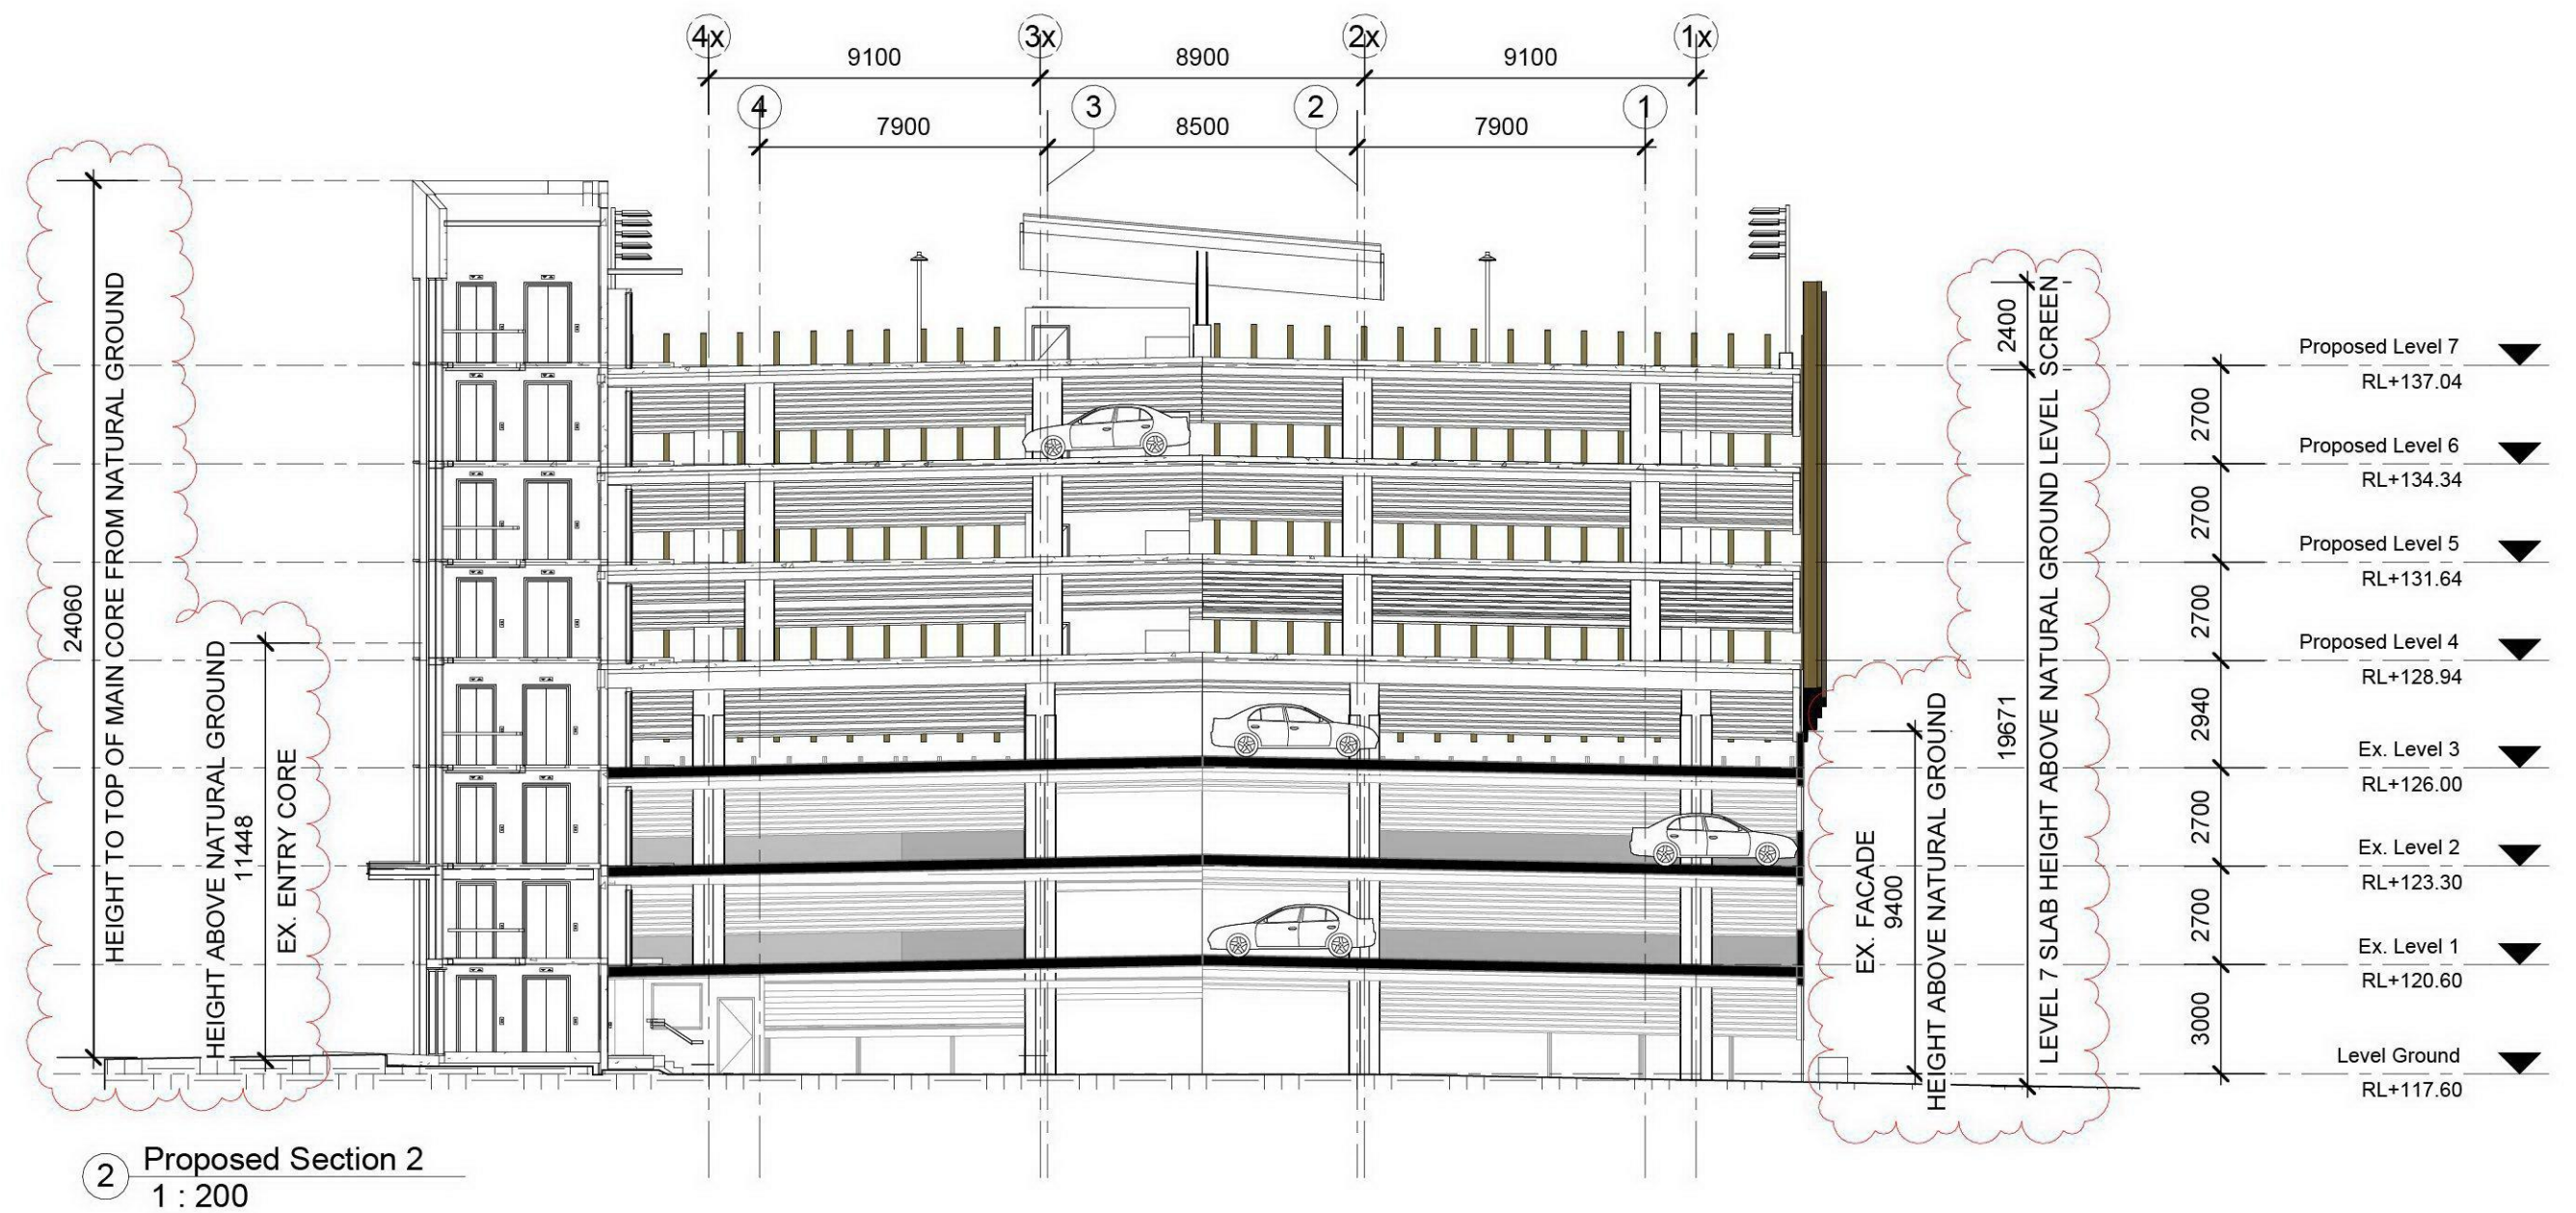 4x
3x
2x
1x
9100
8900
9100
4
3
2
1
7900
8500
7900
24060
HEIGHT TO TOP OF MAIN CORE FROM NATURAL GROUND
HEIGHT ABOVE NATURAL GROUND
11448
EX. ENTRY CORE
EX. FACADE
9400
HEIGHT ABOVE NATURAL GROUND
2400
SCREEN
19671
LEVEL 7 SLAB HEIGHT ABOVE NATURAL GROUND LEVEL
2700
2700
2700
2940
2700
2700
3000
Proposed Level 7
RL+137.04
Proposed Level 6
RL+134.34
Proposed Level 5
RL+131.64
Proposed Level 4
RL+128.94
Ex. Level 3
RL+126.00
Ex. Level 2
RL+123.30
Ex. Level 1
RL+120.60
Level Ground
RL+117.60
2
Proposed Section 2
1 : 200